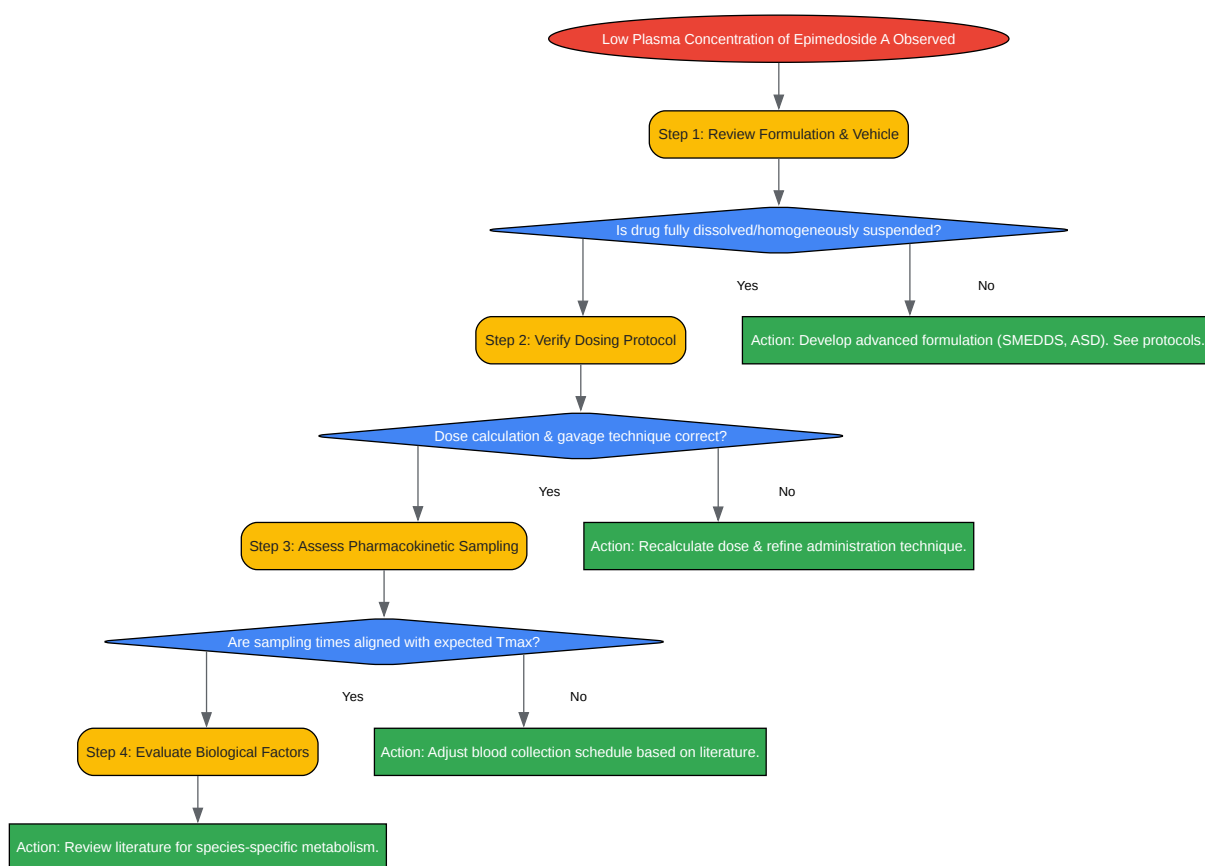 Low Plasma Concentration of Epimedoside A Observed
Step 1: Review Formulation & Vehicle
Is drug fully dissolved/homogeneously suspended?
Yes
No
Step 2: Verify Dosing Protocol
Action: Develop advanced formulation (SMEDDS, ASD). See protocols.
Dose calculation & gavage technique correct?
Yes
No
Step 3: Assess Pharmacokinetic Sampling
Action: Recalculate dose & refine administration technique.
Are sampling times aligned with expected Tmax?
Yes
No
Step 4: Evaluate Biological Factors
Action: Adjust blood collection schedule based on literature.
Action: Review literature for species-specific metabolism.